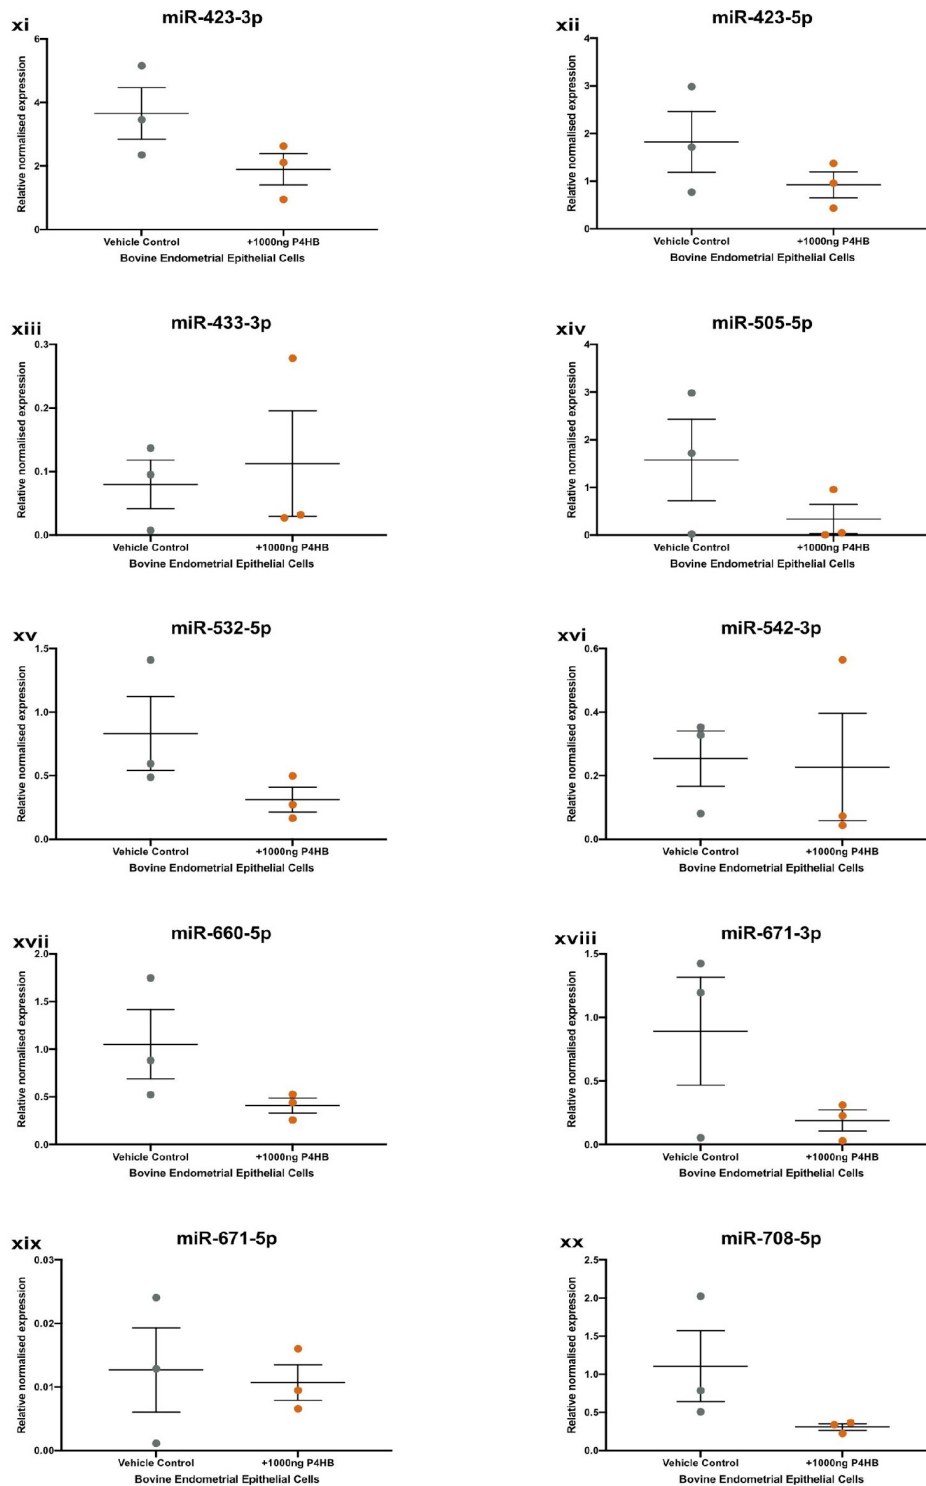 xi
miR-423-3p
Relative normalised expression
6
4
2
0
Vehicle Control
+1000ng P4HB
Bovine Endometrial Epithelial Cells
xii
miR-423-5p
Relative normalised expression
4
3
2
1
0
Vehicle Control
+1000ng P4HB
Bovine Endometrial Epithelial Cells
xiii
miR-433-3p
Relative normalised expression
0.3
0.2
0.1
0.0
Vehicle Control
+1000ng P4HB
Bovine Endometrial Epithelial Cells
xiv
miR-505-5p
Relative normalised expression
4
3
2
1
0
Vehicle Control
+1000ng P4HB
Bovine Endometrial Epithelial Cells
xv
miR-532-5p
Relative normalised expression
1.5
1.0
0.5
0.0
Vehicle Control
+1000ng P4HB
Bovine Endometrial Epithelial Cells
xvi
miR-542-3p
Relative normalised expression
0.6
0.4
0.2
0.0
Vehicle Control
+1000ng P4HB
Bovine Endometrial Epithelial Cells
xvii
miR-660-5p
Relative normalised expression
2.0
1.5
1.0
0.5
0.0
Vehicle Control
+1000ng P4HB
Bovine Endometrial Epithelial Cells
xviii
miR-671-3p
Relative normalised expression
1.5
1.0
0.5
0.0
Vehicle Control
+1000ng P4HB
Bovine Endometrial Epithelial Cells
xix
miR-671-5p
Relative normalised expression
0.03
0.02
0.01
0.00
Vehicle Control
+1000ng P4HB
Bovine Endometrial Epithelial Cells
xx
miR-708-5p
Relative normalised expression
2.5
2.0
1.5
1.0
0.5
0.0
Vehicle Control
+1000ng P4HB
Bovine Endometrial Epithelial Cells